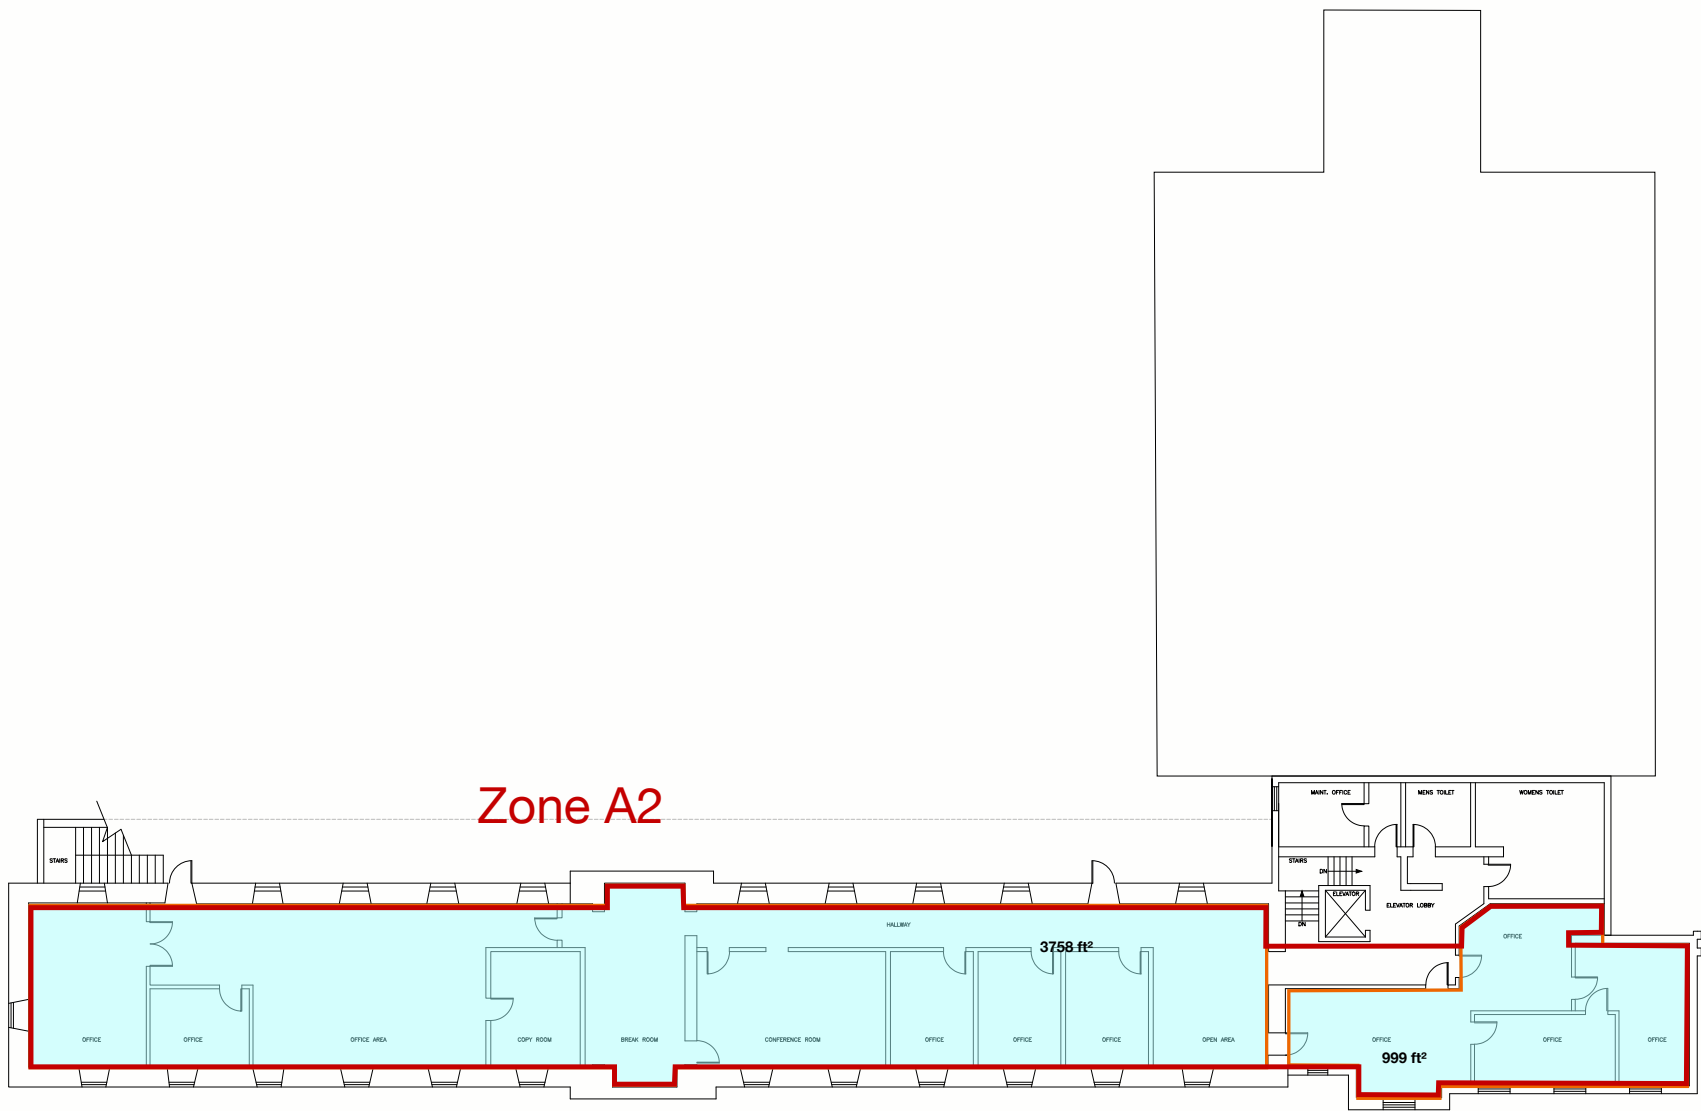 MAINT. OFFICE
MENS TOILET
WOMENS TOILET
Zone A2
STAIRS
STAIRS
DN
ELEVATOR
ELEVATOR LOBBY
DN
HALLWAY
OFFICE
3758 ft²
OFFICE
OFFICE
OFFICE AREA
COPY ROOM
BREAK ROOM
CONFERENCE ROOM
OFFICE
OFFICE
OFFICE
OPEN AREA
OFFICE
OFFICE
OFFICE
999 ft²